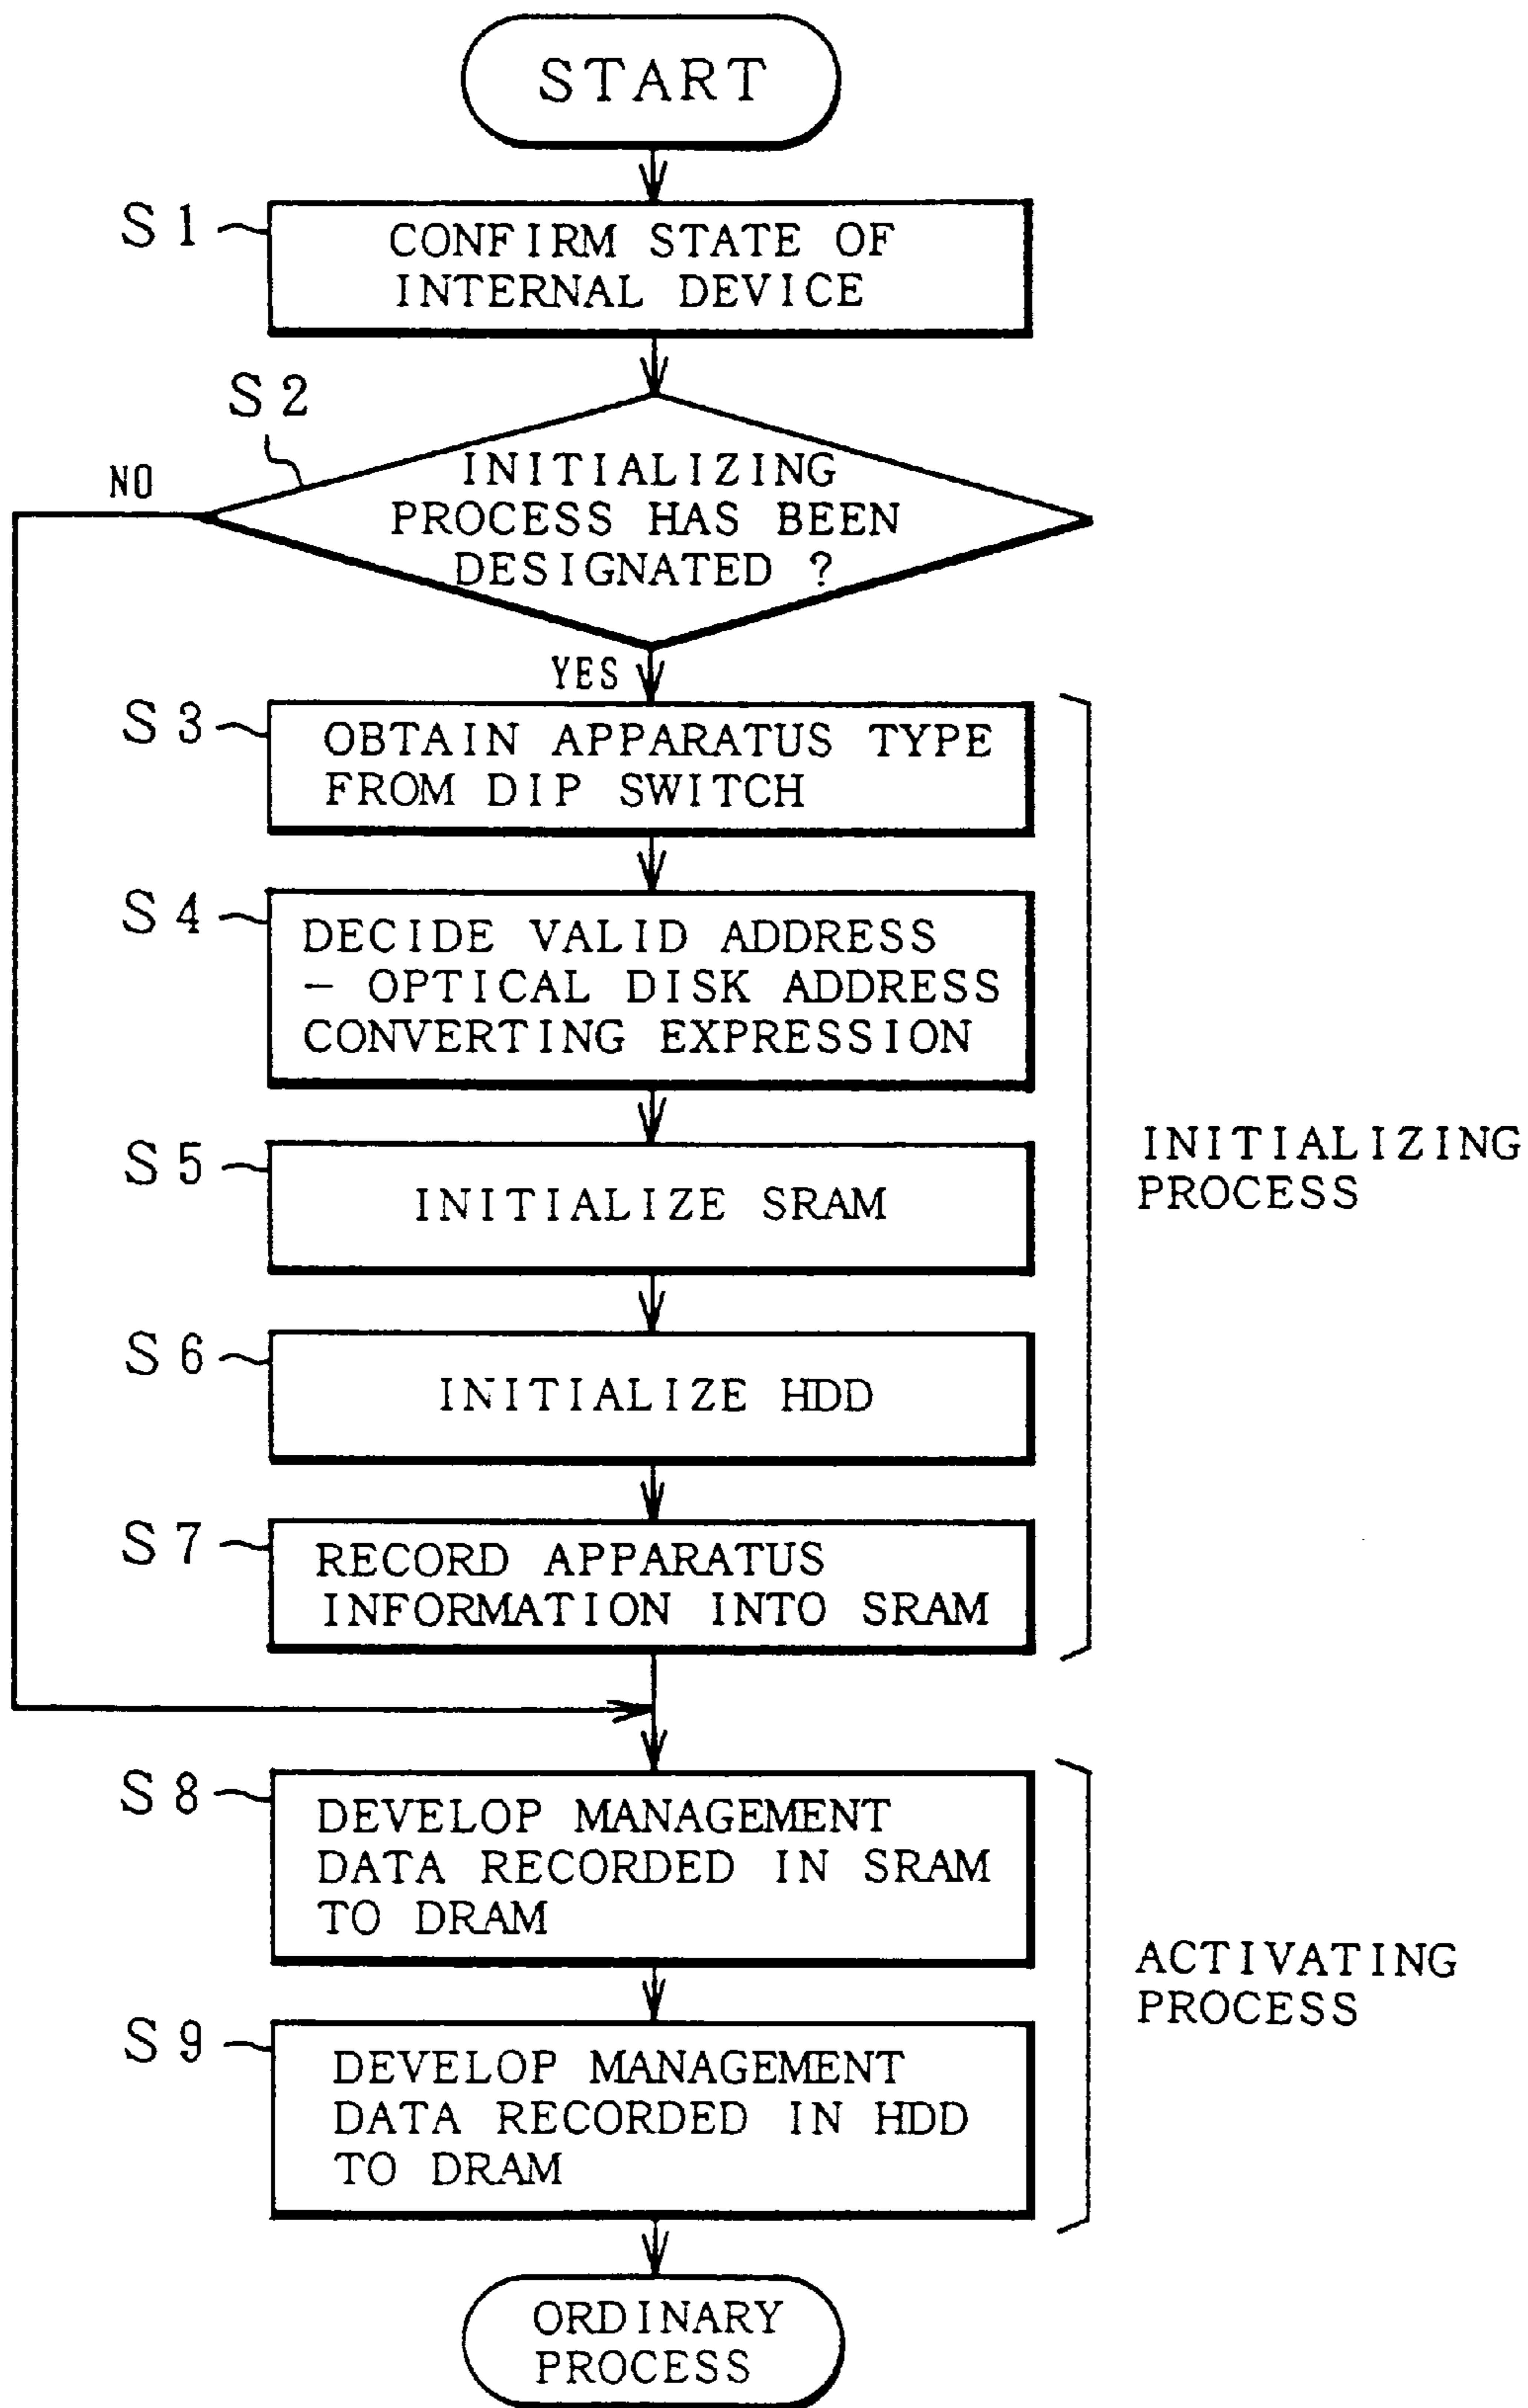 START
S1
CONFIRM STATE OF
INTERNAL DEVICE
S2
NO
INITIALIZING
PROCESS HAS BEEN
DESIGNATED ?
YES
S3
OBTAIN APPARATUS TYPE
FROM DIP SWITCH
S4
DECIDE VALID ADDRESS
- OPTICAL DISK ADDRESS
CONVERTING EXPRESSION
S5
INITIALIZE SRAM
INITIALIZING
PROCESS
S6
INITIALIZE HDD
S7
RECORD APPARATUS
INFORMATION INTO SRAM
S8
DEVELOP MANAGEMENT
DATA RECORDED IN SRAM
TO DRAM
ACTIVATING
PROCESS
S9
DEVELOP MANAGEMENT
DATA RECORDED IN HDD
TO DRAM
ORDINARY
PROCESS